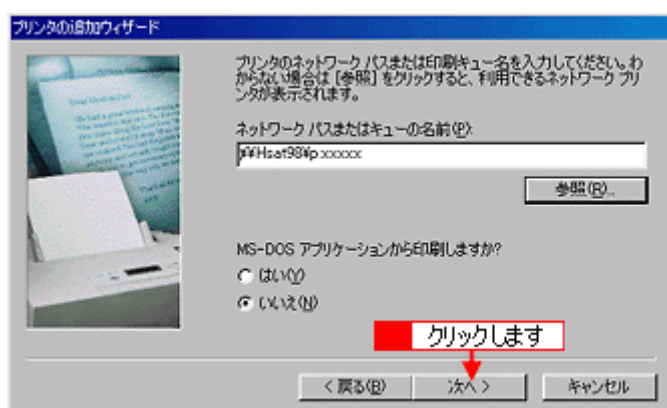 プリンタの追加ウィザード
プリンタのネットワーク パスまたは印刷キュー名を入力してください。わ
からない場合は [参照] をクリックすると、利用できるネットワーク プリ
ンタが表示されます。
ネットワーク パスまたはキューの名前(P):
¥¥Hsat98¥p:xxxxx
参照(R)...
MS-DOS アプリケーションから印刷しますか?
はい(Y)
いいえ(N)
クリックします
< 戻る(B)
次へ >
キャンセル